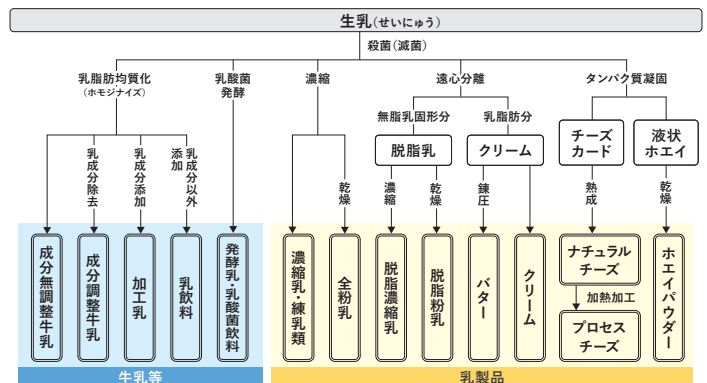 生乳(せいにゅう)
殺菌(滅菌)
乳脂肪均質化
(ホモジナイズ)
乳酸菌
発酵
濃縮
遠心分離
タンパク質凝固
無脂乳固形分
乳脂肪分
脱脂乳
クリーム
チーズ
カード
液状
ホエイ
乳成分除去
乳成分添加
乳成分以外
添加
乾燥
濃縮
乾燥
錬圧
熟成
乾燥
成分無調整牛乳
成分調整牛乳
加工乳
乳飲料
発酵乳・乳酸菌飲料
濃縮乳・練乳類
全粉乳
脱脂濃縮乳
脱脂粉乳
バター
クリーム
ナチュラル
チーズ
加熱加工
プロセス
チーズ
ホエイパウダー
牛乳等
乳製品